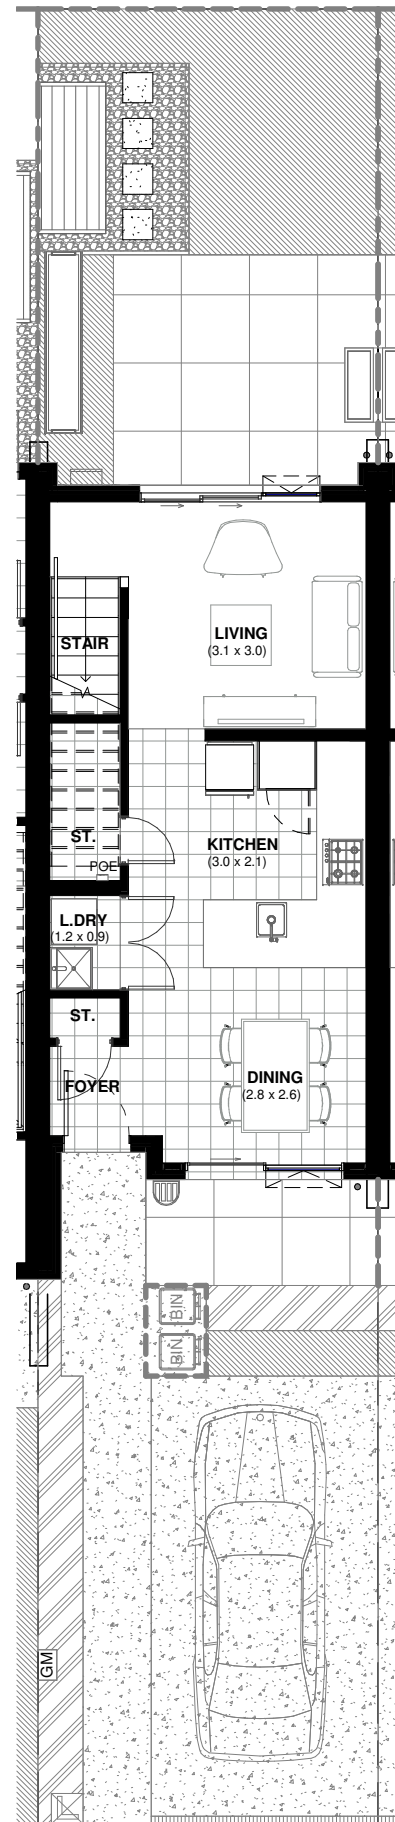 LIVING
(3.1 x 3.0)
STAIR
ST.
POE
KITCHEN
(3.0 x 2.1)
L.DRY
(1.2 x 0.9)
ST.
FOYER
DINING
(2.8 x 2.6)
BIN
BIN
GM